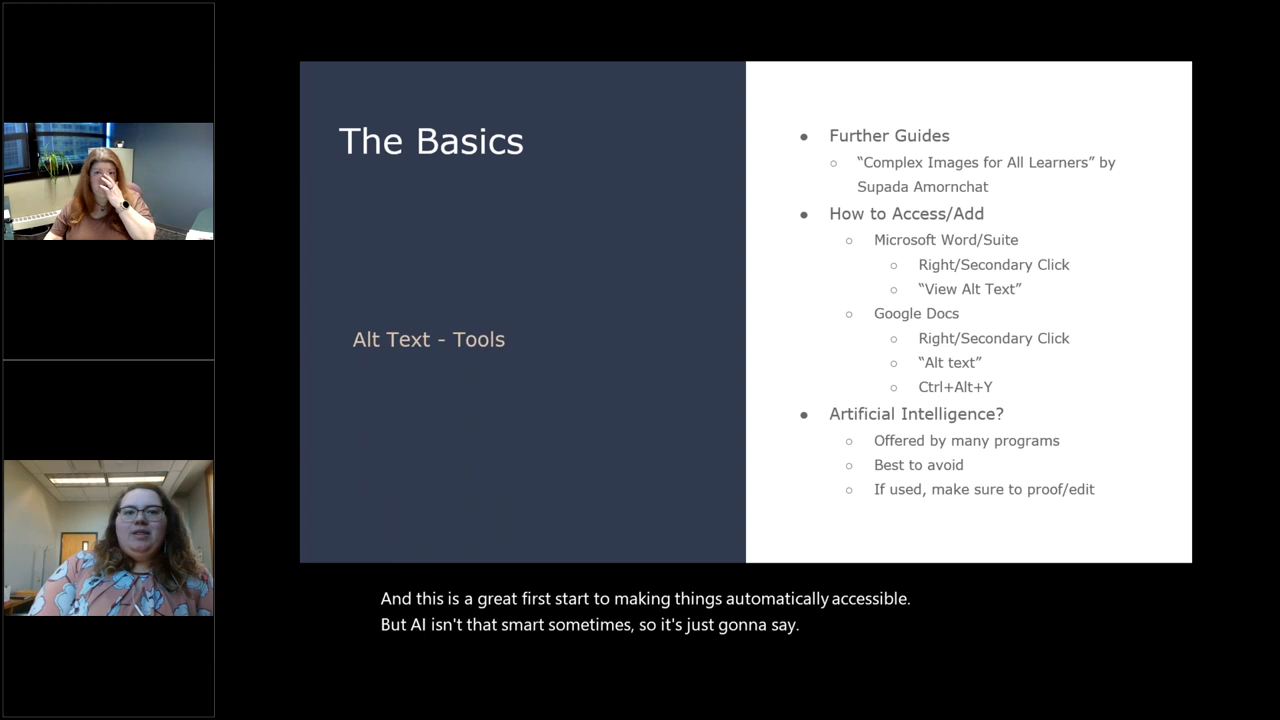 The Basics
Alt Text - Tools
● Further Guides
○ “Complex Images for All Learners” by
Supada Amornchat
● How to Access/Add
○ Microsoft Word/Suite
○ Right/Secondary Click
○ “View Alt Text”
○ Google Docs
○ Right/Secondary Click
○ “Alt text”
○ Ctrl+Alt+Y
● Artificial Intelligence?
○ Offered by many programs
○ Best to avoid
○ If used, make sure to proof/edit
And this is a great first start to making things automatically accessible.
But AI isn't that smart sometimes, so it's just gonna say.